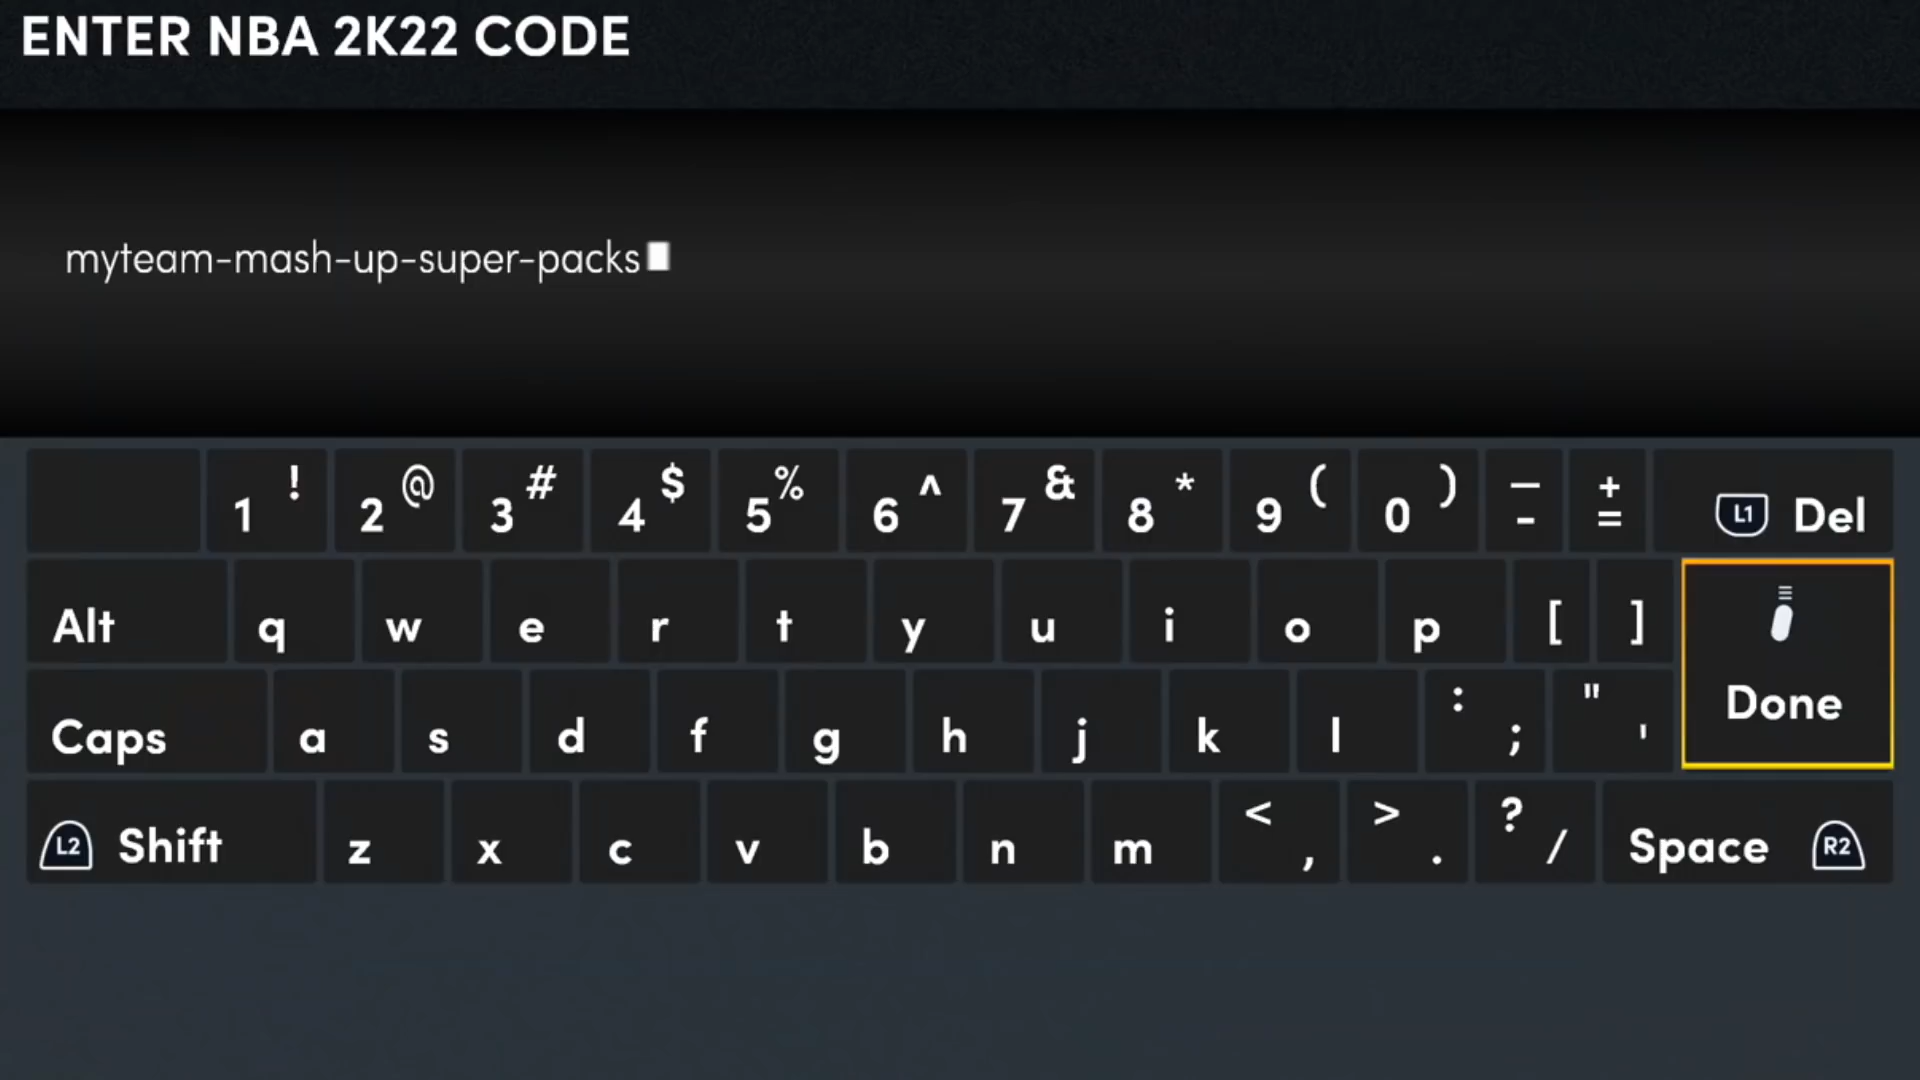 ENTER NBA 2K22 CODE
myteam-mash-up-super-packs
1 ! 2 @ 3 # 4 $ 5 % 6 ^ 7 & 8 * 9 ( 0 ) — - + = L1 Del
Alt q w e r t y u i o p [ ]
Done
Caps a s d f g h j k l : ; " '
L2 Shift z x c v b n m < , > . ? / Space R2